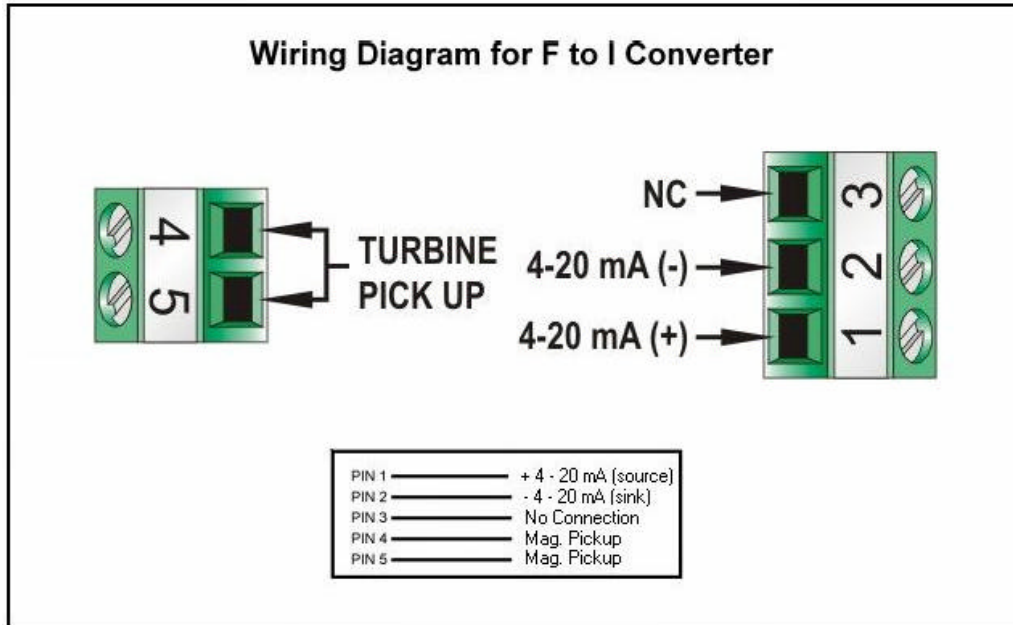 Wiring Diagram for F to I Converter
4
5
TURBINE
PICK UP
NC
4-20 mA (-)
4-20 mA (+)
3
2
1
PIN 1 + 4 - 20 mA (source)
PIN 2 - 4 - 20 mA (sink)
PIN 3 No Connection
PIN 4 Mag. Pickup
PIN 5 Mag. Pickup